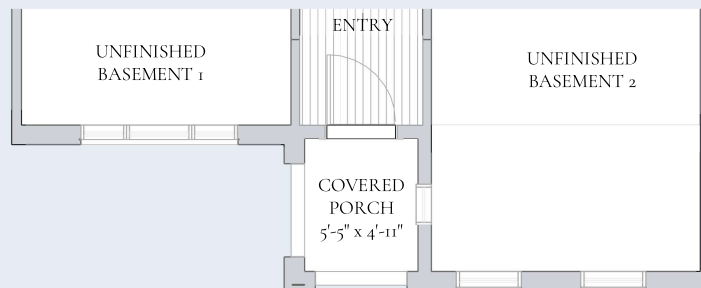 ENTRY
UNFINISHED
BASEMENT 1
UNFINISHED
BASEMENT 2
COVERED
PORCH
5'-5" x 4'-11"